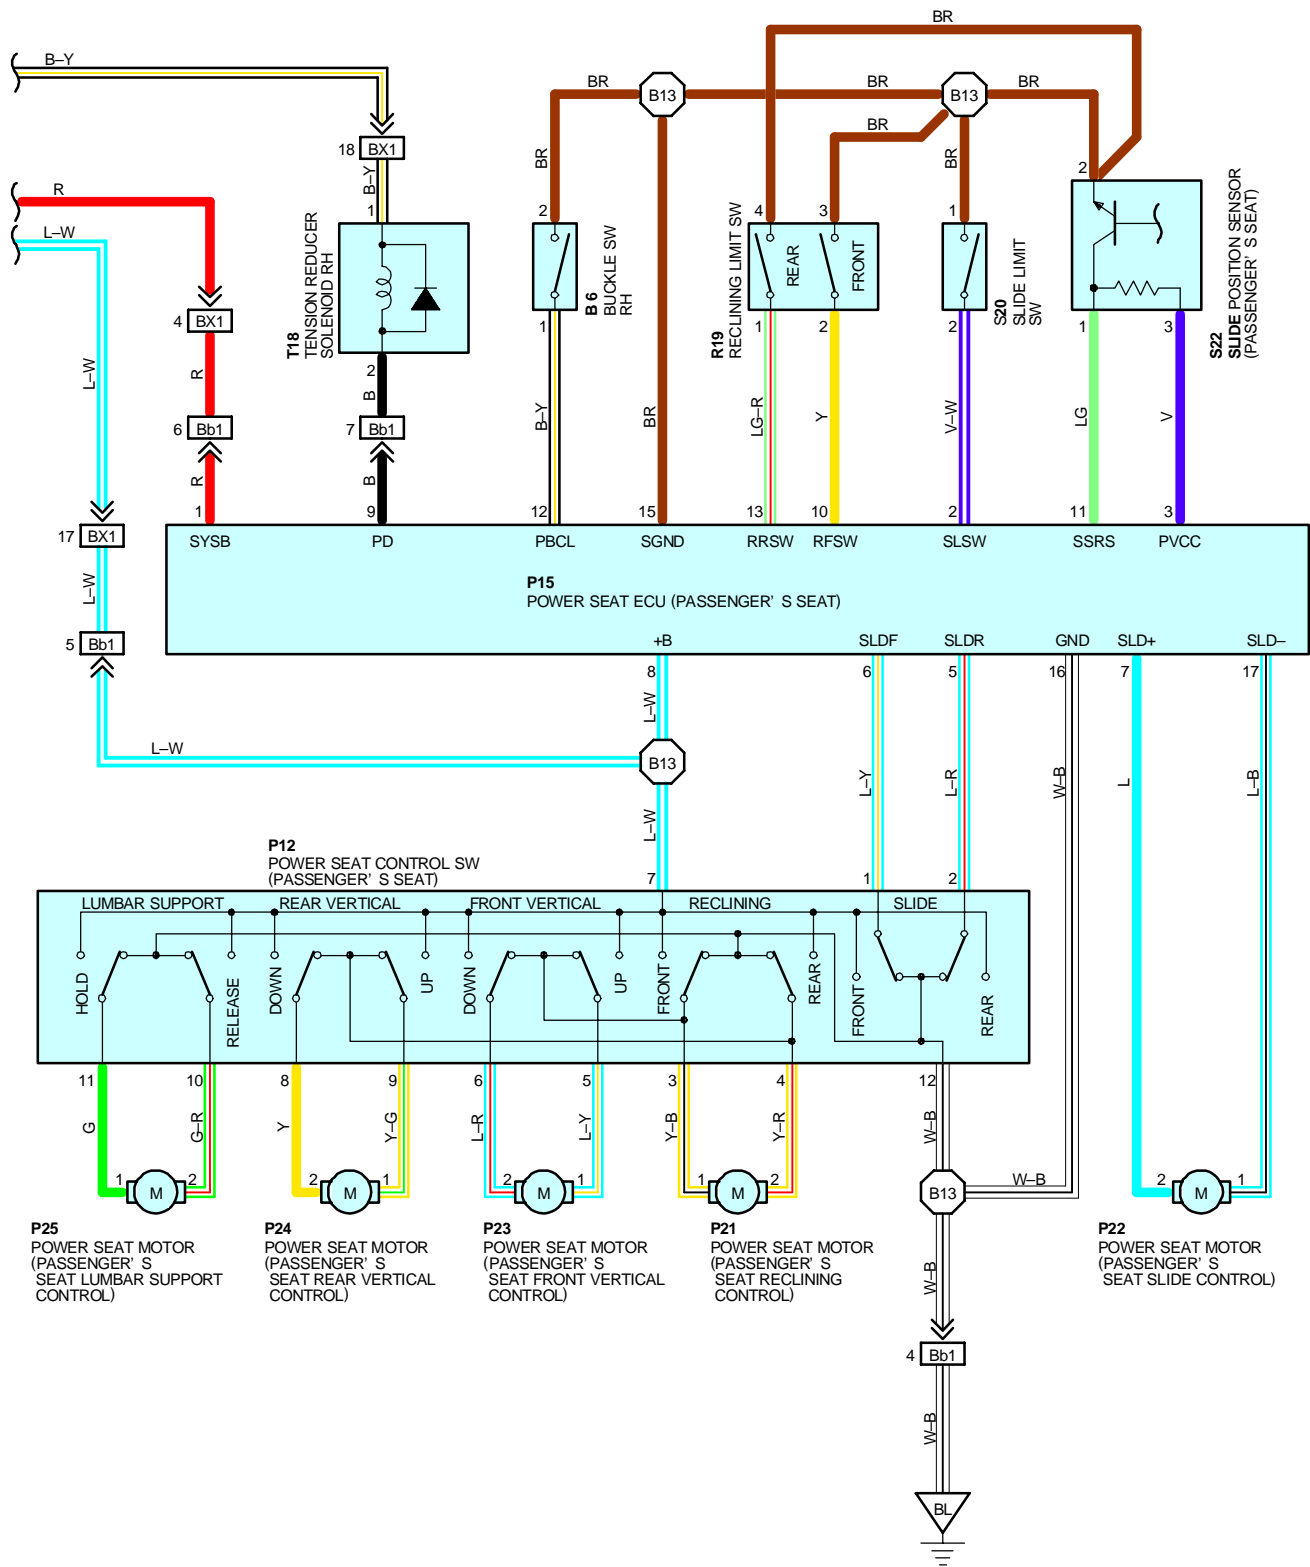 BR
B–Y
BR
B13
BR
B13
BR
BR
BR
BR
18 BX1
B–Y
R
L–W
1
T18
TENSION REDUCER
SOLENOID RH
2
2
B 6
BUCKLE SW
RH
1
4
3
REAR
FRONT
R19
RECLINING LIMIT SW
1
2
1
S20
SLIDE LIMIT
SW
2
2
S22
SLIDE POSITION SENSOR
(PASSENGER' S SEAT)
1
3
4 BX1
L–W
R
B
6 Bb1
7 Bb1
R
B
B–Y
BR
LG–R
Y
V–W
LG
V
1
9
12
15
13
10
2
11
3
17 BX1
L–W
5 Bb1
SYSB
PD
PBCL
SGND
RRSW
RFSW
SLSW
SSRS
PVCC
P15
POWER SEAT ECU (PASSENGER' S SEAT)
+B
SLDF
SLDR
GND
SLD+
SLD–
8
6
5
16
7
17
L–W
L–W
B13
L–W
L–Y
L–R
W–B
L
L–B
P12
POWER SEAT CONTROL SW
(PASSENGER' S SEAT)
7
1
2
LUMBAR SUPPORT
REAR VERTICAL
FRONT VERTICAL
RECLINING
SLIDE
HOLD
RELEASE
DOWN
UP
DOWN
UP
FRONT
REAR
FRONT
REAR
11
10
8
9
6
5
3
4
12
G
G–R
Y
Y–G
L–R
L–Y
Y–B
Y–R
W–B
1
M
2
2
M
1
2
M
1
1
M
2
B13
W–B
2
M
1
P25
POWER SEAT MOTOR
(PASSENGER' S
SEAT LUMBAR SUPPORT
CONTROL)
P24
POWER SEAT MOTOR
(PASSENGER' S
SEAT REAR VERTICAL
CONTROL)
P23
POWER SEAT MOTOR
(PASSENGER' S
SEAT FRONT VERTICAL
CONTROL)
P21
POWER SEAT MOTOR
(PASSENGER' S
SEAT RECLINING
CONTROL)
P22
POWER SEAT MOTOR
(PASSENGER' S
SEAT SLIDE CONTROL)
W–B
4 Bb1
W–B
BL